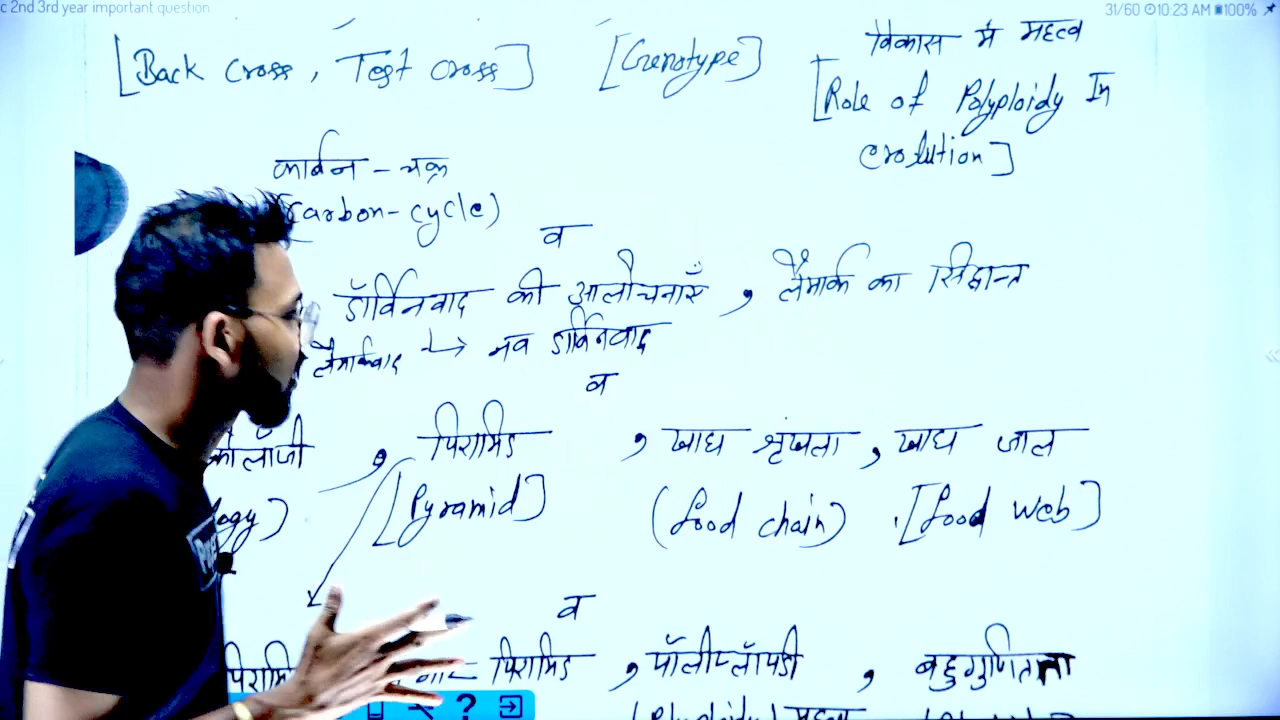 c 2nd 3rd year important question
31/60 10:23 AM 100%
विकास में महत्व
[Back Cross, Test Cross] [Genotype] [Role of Polyploidy In
evolution]
कार्बन - चक्र
(Carbon-cycle)
व
डॉर्विनवाद की आलोचनाएँ, लैमार्क का सिद्धान्त
लैमार्कवाद ↳ नव डार्विनवाद
व
कोलॉजी, पिरामिड, खाद्य श्रृंखला, खाद्य जाल
logy) [Pyramid] (food chain) [food web]
व
पिरामि पिरामिड, पॉलीप्लॉयडी, बहुगुणितता
महत्व